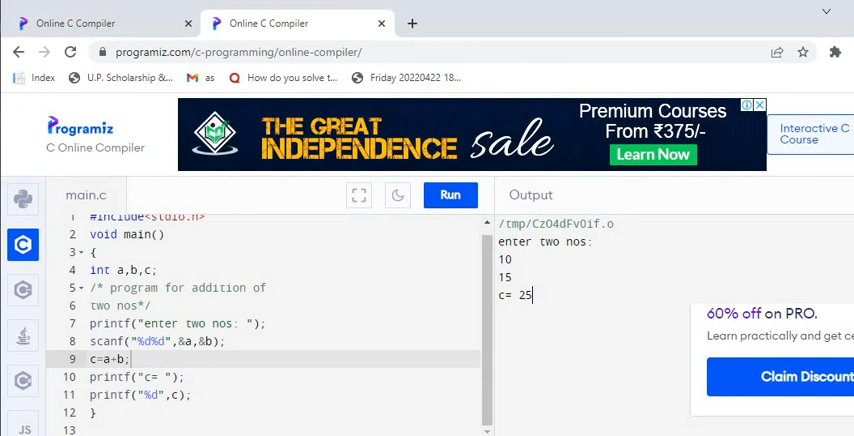 Online C Compiler
Online C Compiler
programiz.com/c-programming/online-compiler/
Index
U.P. Scholarship &...
as
How do you solve t...
Friday 20220422 18...
Programiz
C Online Compiler
THE GREAT
INDEPENDENCE
sale
Premium Courses
From ₹375/-
Learn Now
Interactive C
Course
main.c
Run
Output
1 #include<stdio.h>
2 void main()
3 {
4 int a,b,c;
5 /* program for addition of
6 two nos*/
7 printf("enter two nos: ");
8 scanf("%d%d",&a,&b);
9 c=a+b;
10 printf("c= ");
11 printf("%d",c);
12 }
13
JS
/tmp/CzO4dFv0if.o
enter two nos:
10
15
c= 25
60% off on PRO.
Learn practically and get ce
Claim Discount